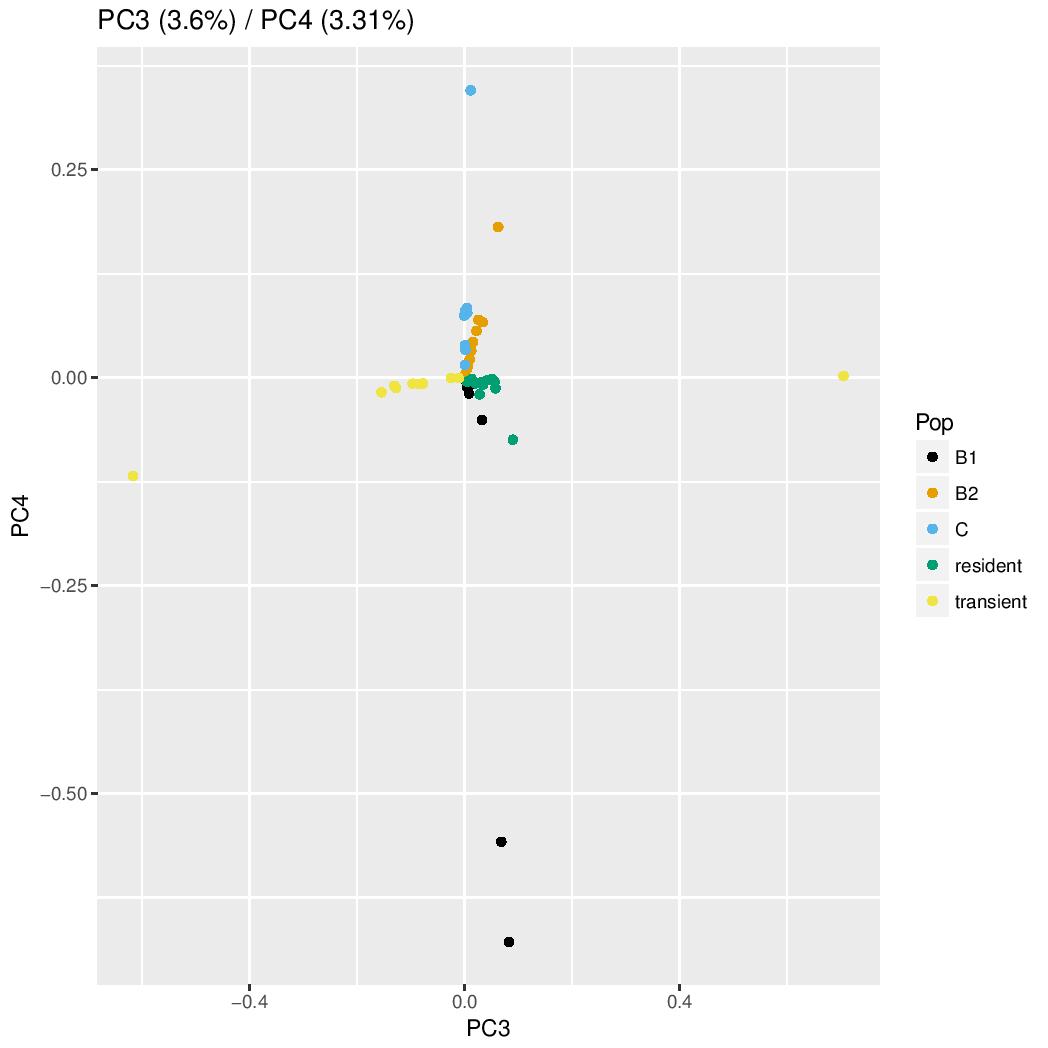 PC3 (3.6%) / PC4 (3.31%)
0.25
0.00
−0.25
−0.50
PC4
−0.4
0.0
0.4
PC3
Pop
B1
B2
C
resident
transient